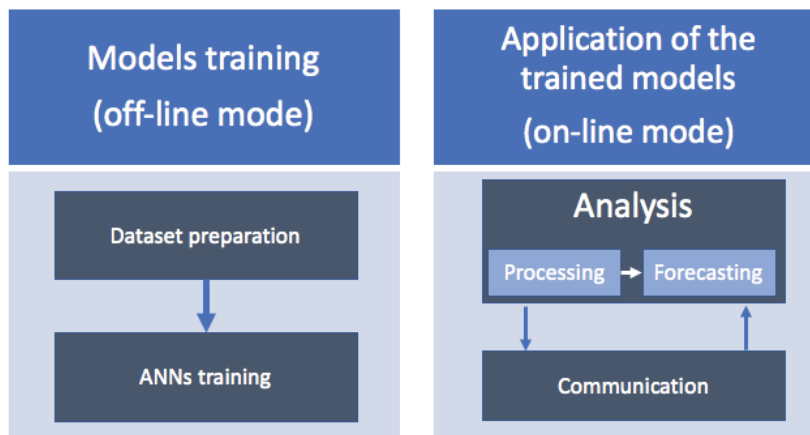 Models training
(off-line mode)
Dataset preparation
ANNs training
Application of the
trained models
(on-line mode)
Analysis
Processing
Forecasting
Communication